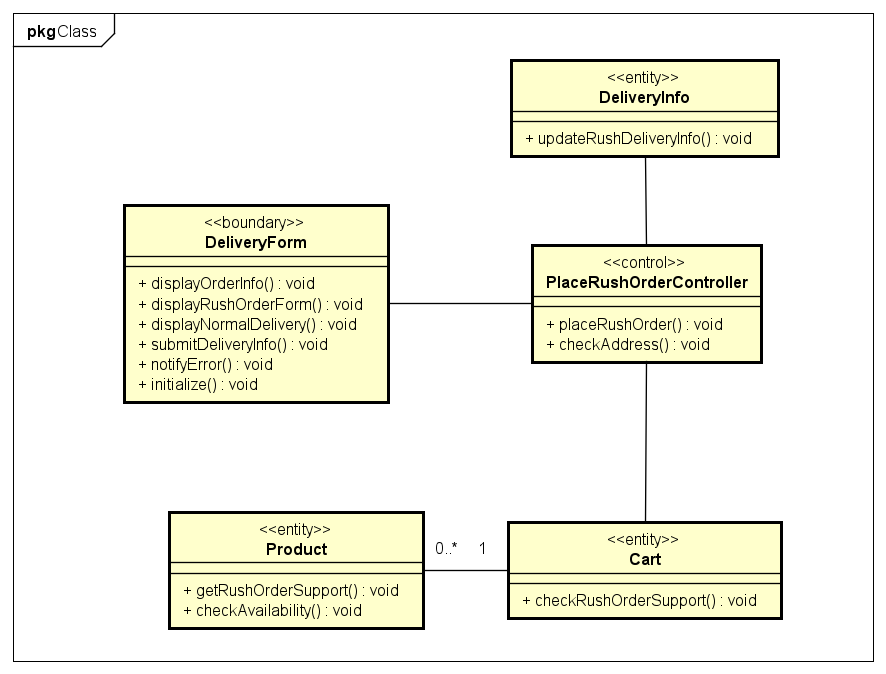 pkgClass
<<entity>>
DeliveryInfo
+ updateRushDeliveryInfo() : void
<<boundary>>
DeliveryForm
+ displayOrderInfo() : void
+ displayRushOrderForm() : void
+ displayNormalDelivery() : void
+ submitDeliveryInfo() : void
+ notifyError() : void
+ initialize() : void
<<control>>
PlaceRushOrderController
+ placeRushOrder() : void
+ checkAddress() : void
<<entity>>
Product
+ getRushOrderSupport() : void
+ checkAvailability() : void
0..* 1
<<entity>>
Cart
+ checkRushOrderSupport() : void